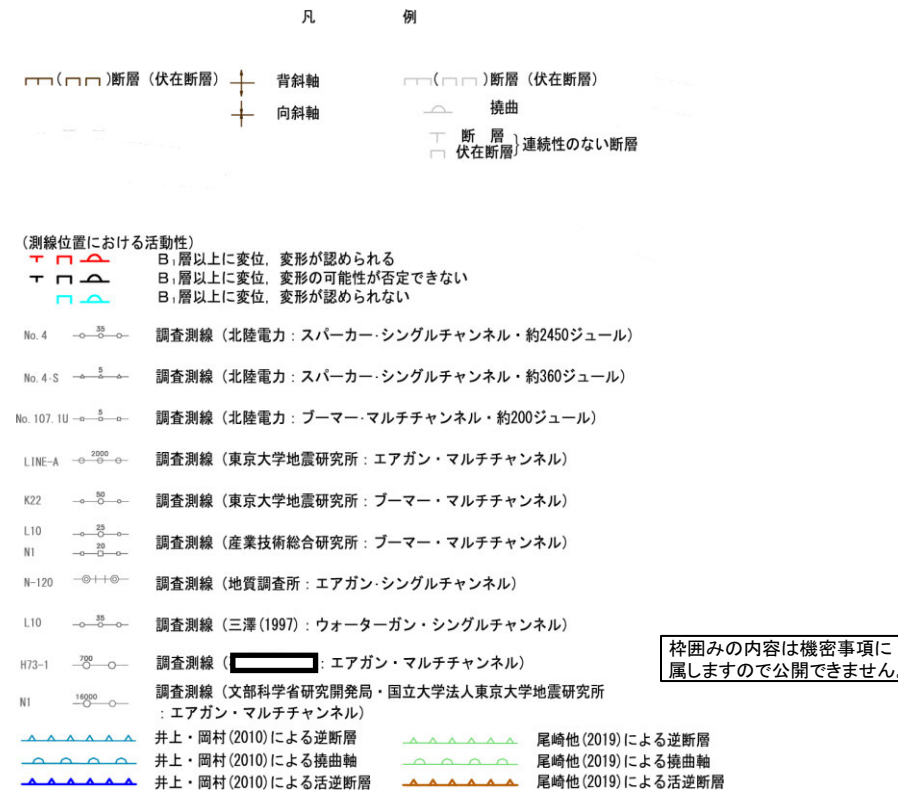 凡 例
断層（伏在断層） 背斜軸 断層（伏在断層）
向斜軸 撓曲
断 層
伏在断層 連続性のない断層
（測線位置における活動性）
B₁層以上に変位，変形が認められる
B₁層以上に変位，変形の可能性が否定できない
B₁層以上に変位，変形が認められない
No. 4 35 調査測線（北陸電力：スパーカー・シングルチャンネル・約2450ジュール）
No. 4-S 5 調査測線（北陸電力：スパーカー・シングルチャンネル・約360ジュール）
No. 107. 1U 5 調査測線（北陸電力：ブーマー・マルチチャンネル・約200ジュール）
LINE-A 2000 調査測線（東京大学地震研究所：エアガン・マルチチャンネル）
K22 50 調査測線（東京大学地震研究所：ブーマー・マルチチャンネル）
L10 25
N1 20 調査測線（産業技術総合研究所：ブーマー・マルチチャンネル）
N-120 調査測線（地質調査所：エアガン・シングルチャンネル）
L10 35 調査測線（三澤(1997)：ウォーターガン・シングルチャンネル）
H73-1 700 調査測線（ ：エアガン・マルチチャンネル）
枠囲みの内容は機密事項に
属しますので公開できません。
N1 16000 調査測線（文部科学省研究開発局・国立大学法人東京大学地震研究所
：エアガン・マルチチャンネル）
井上・岡村(2010)による逆断層 尾崎他(2019)による逆断層
井上・岡村(2010)による撓曲軸 尾崎他(2019)による撓曲軸
井上・岡村(2010)による活逆断層 尾崎他(2019)による活逆断層